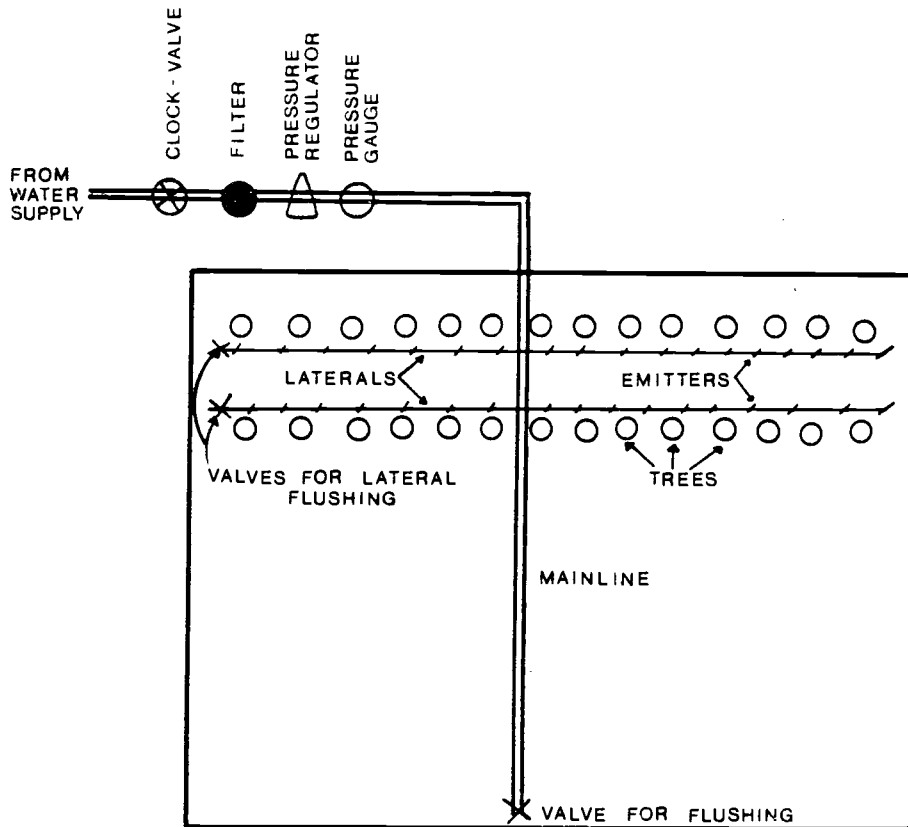 CLOCK-VALVE
FILTER
PRESSURE
REGULATOR
PRESSURE
GAUGE
FROM
WATER
SUPPLY
LATERALS
EMITTERS
VALVES FOR LATERAL
FLUSHING
TREES
MAINLINE
VALVE FOR FLUSHING